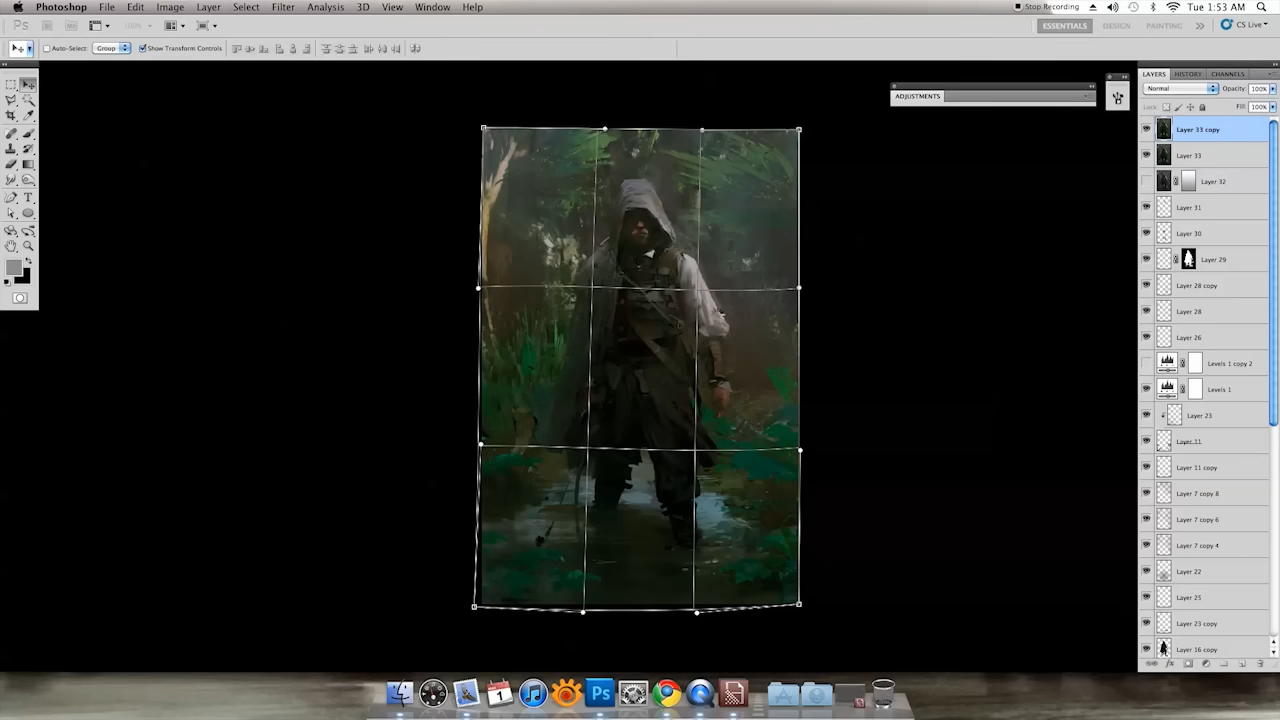 Photoshop File Edit Image Layer Select Filter Analysis 3D View Window Help Stop Recording Tue 1:53 AM
Ps ESSENTIALS DESIGN PAINTING CS Live
Auto-Select: Group Show Transform Controls
LAYERS HISTORY CHANNELS
Normal Opacity: 100%
ADJUSTMENTS
Lock: Fill: 100%
Layer 33 copy
Layer 33
Layer 32
Layer 31
Layer 30
Layer 29
Layer 28 copy
Layer 28
Layer 26
Levels 1 copy 2
Levels 1
Layer 23
Layer 11
Layer 11 copy
Layer 7 copy 8
Layer 7 copy 6
Layer 7 copy 4
Layer 22
Layer 25
Layer 23 copy
Layer 16 copy
Ps